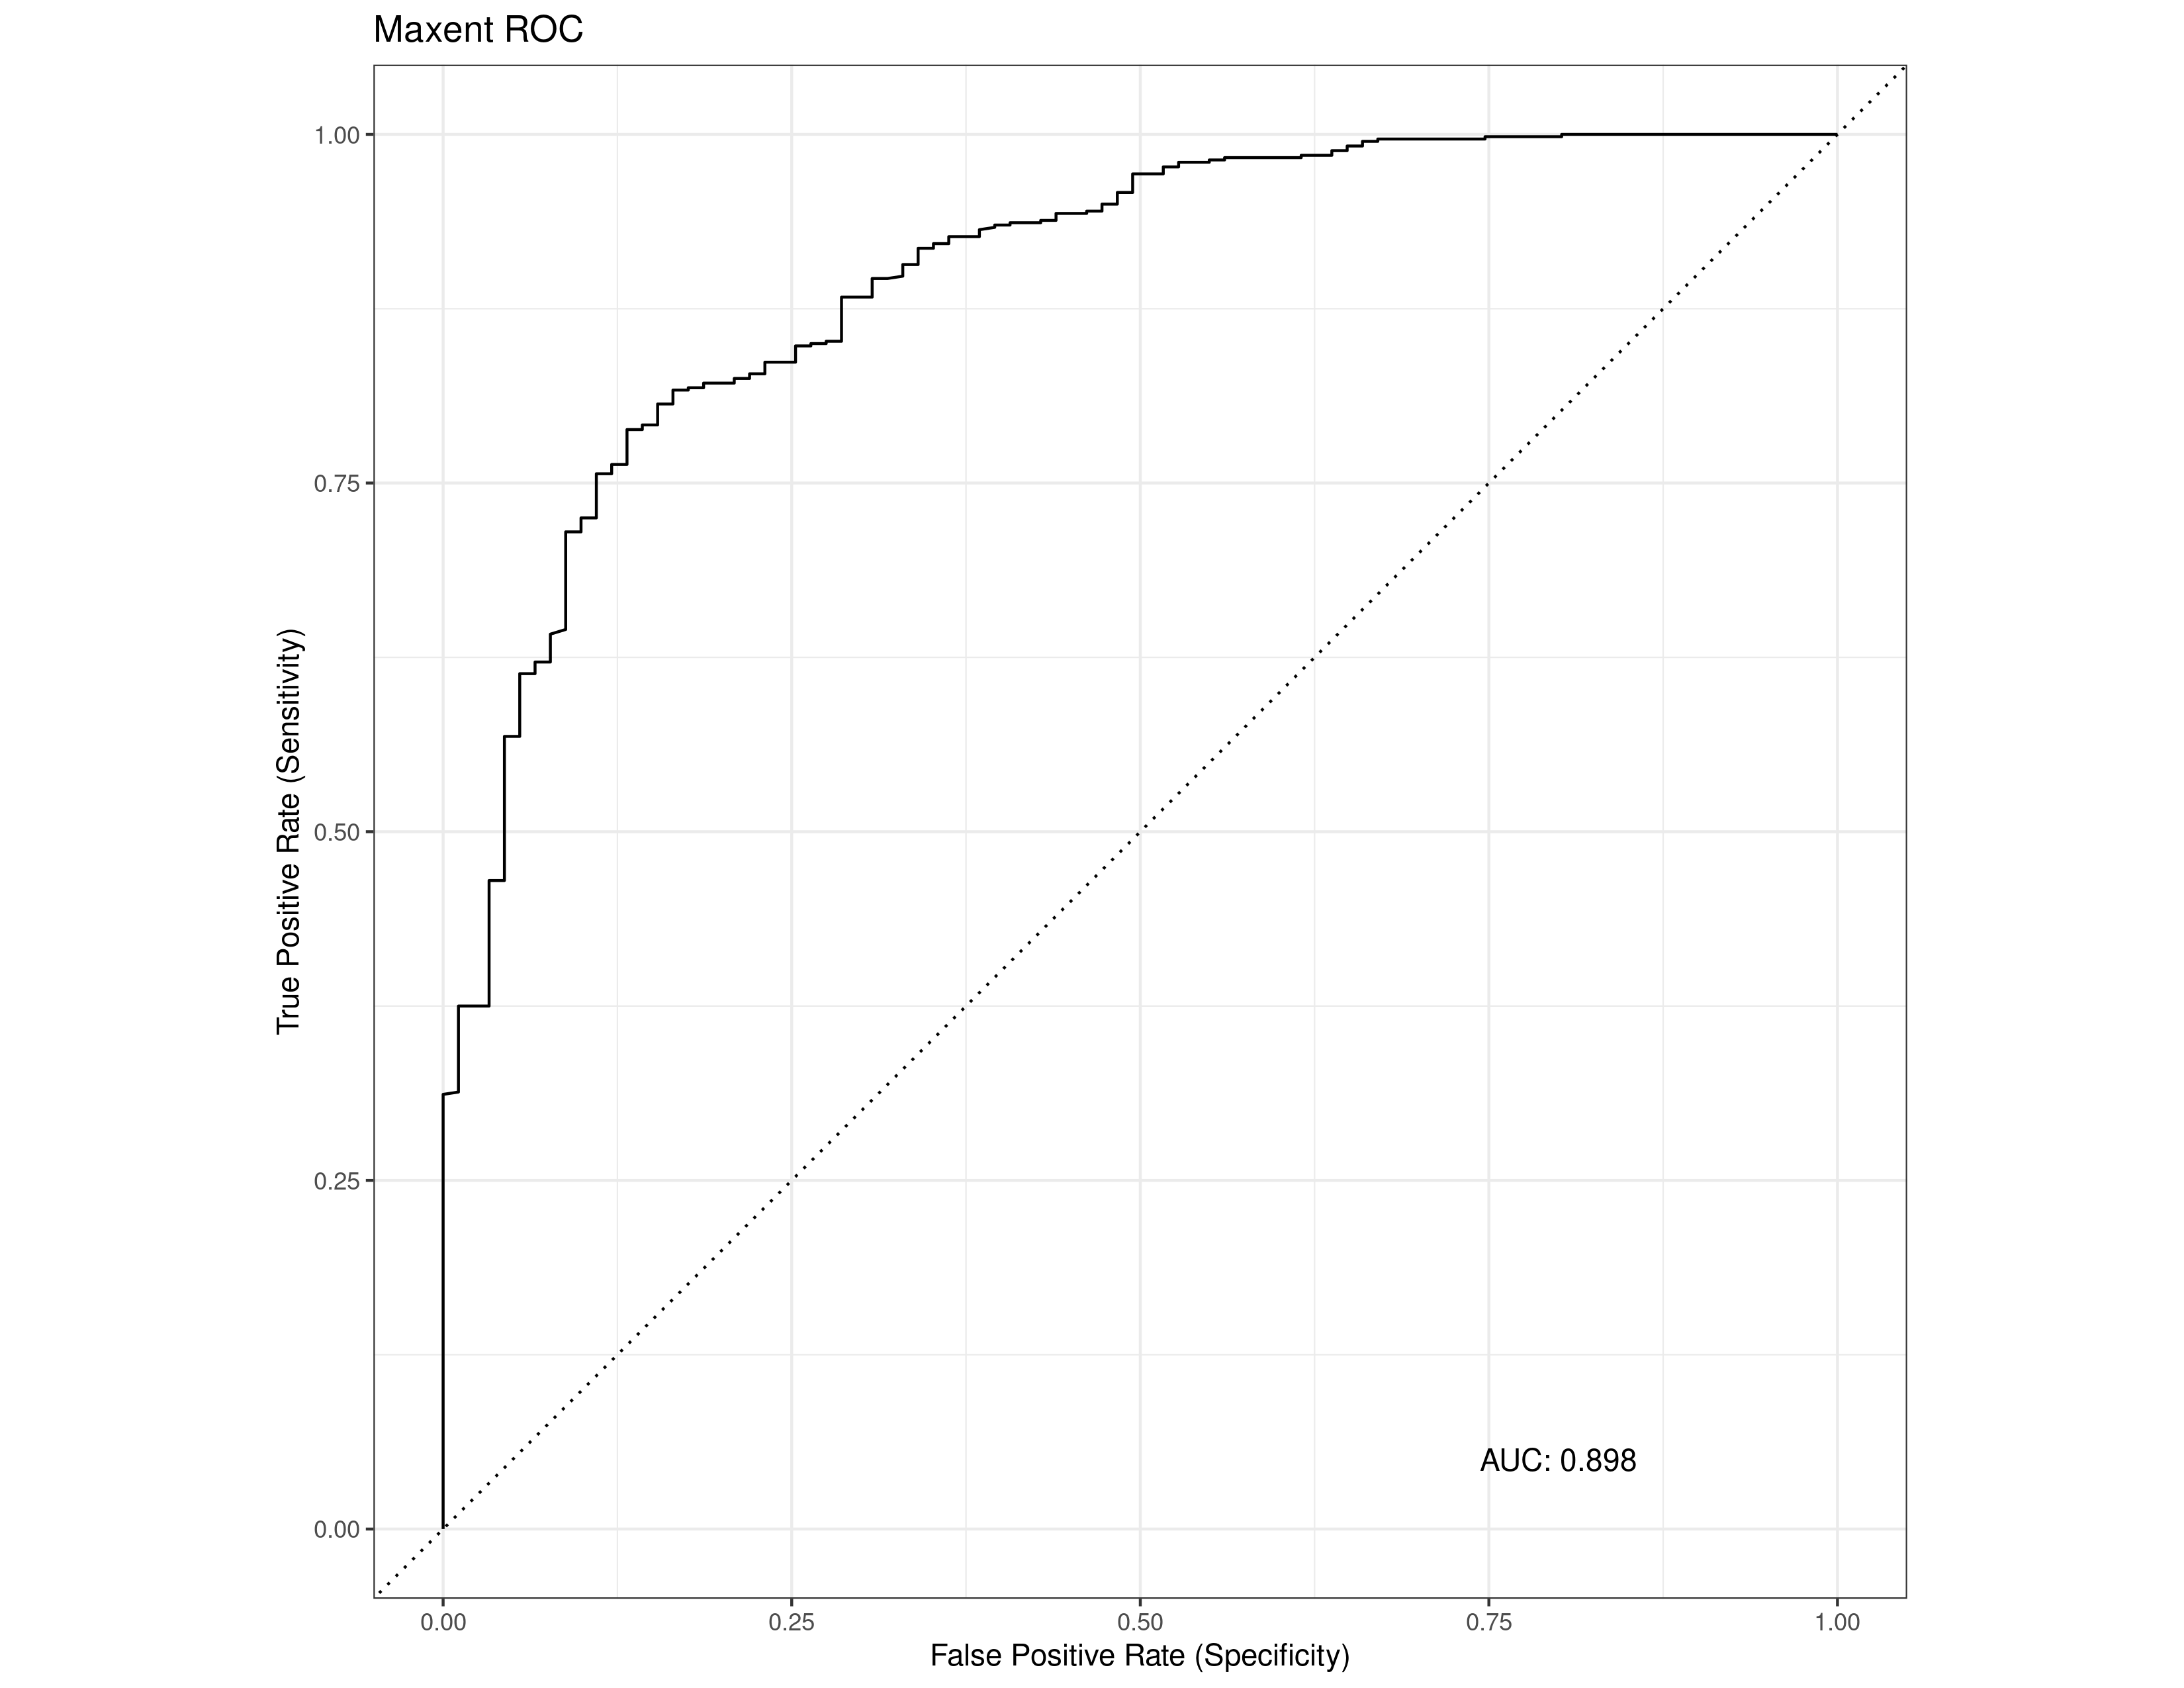 Maxent ROC
True Positive Rate (Sensitivity)
1.00
0.75
0.50
0.25
0.00
AUC: 0.898
0.00 0.25 0.50 0.75 1.00
False Positive Rate (Specificity)